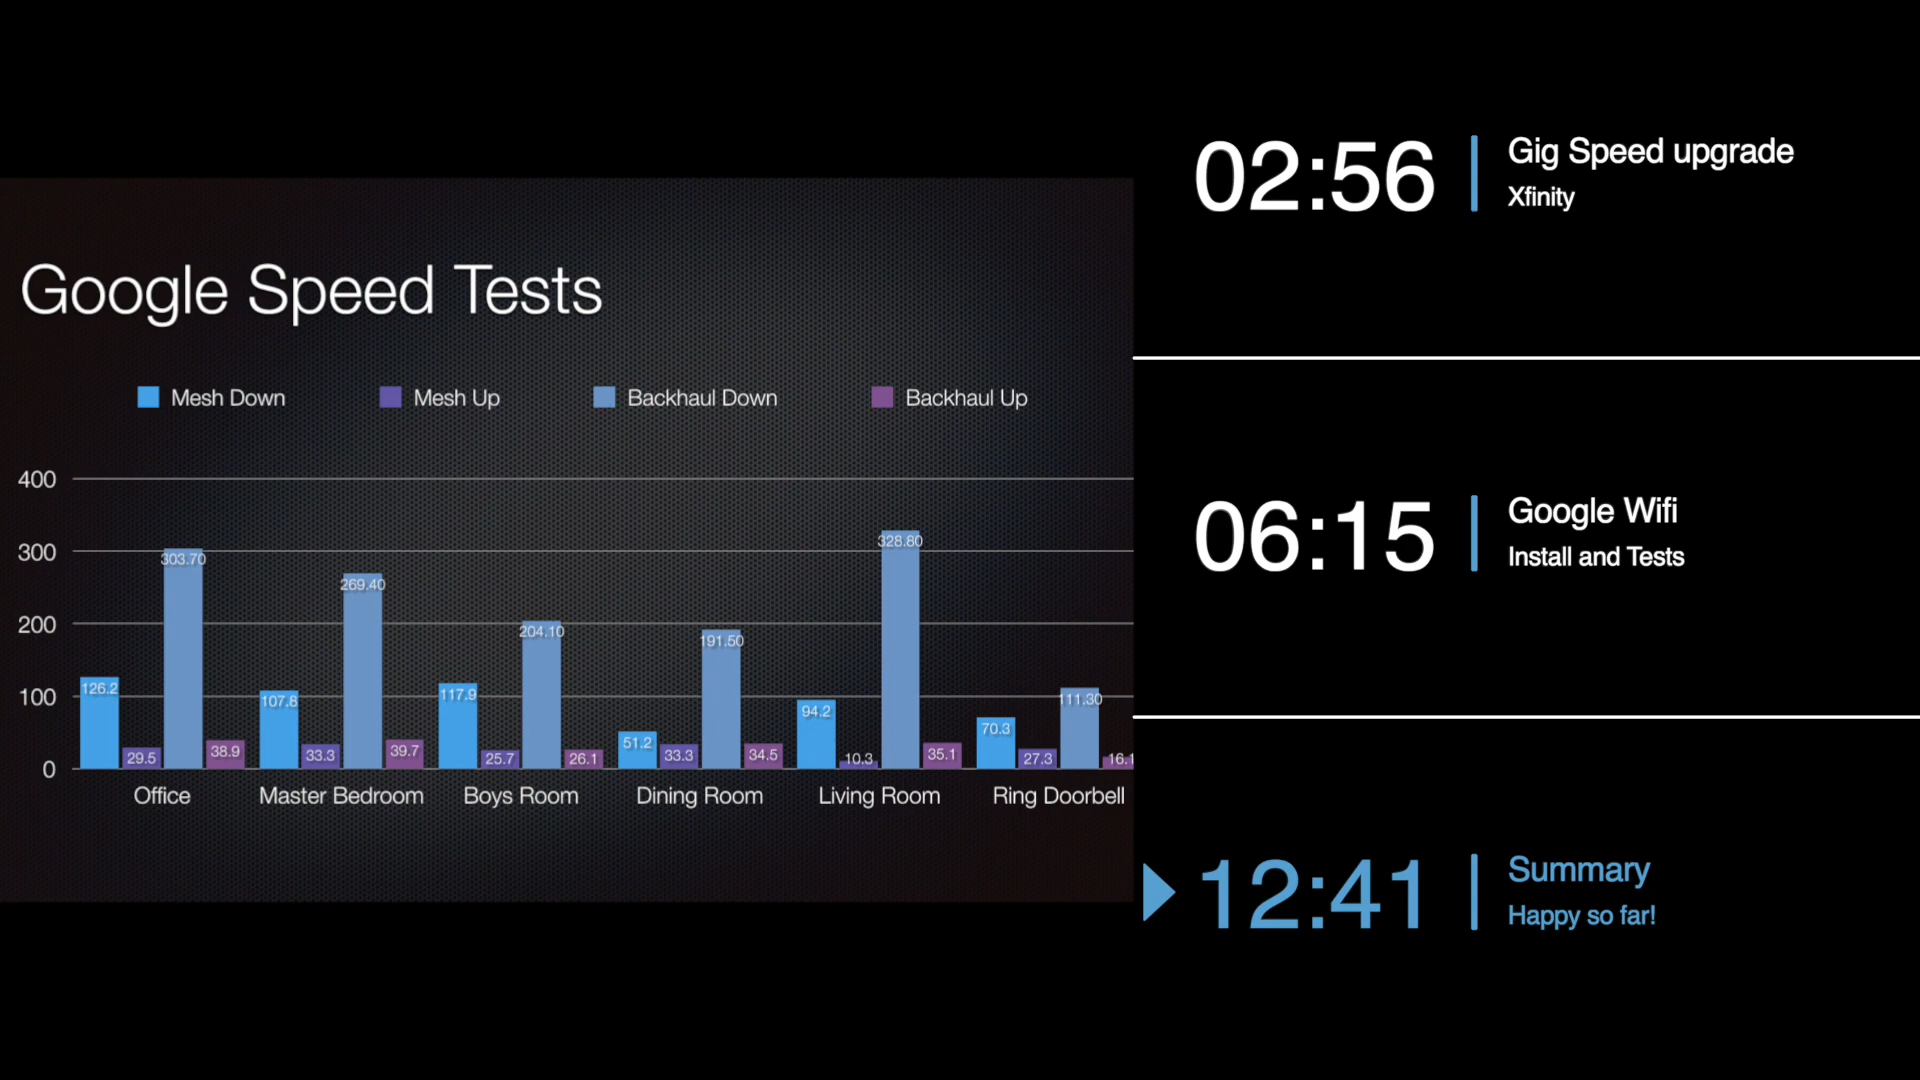 Google Speed Tests
Mesh Down
Mesh Up
Backhaul Down
Backhaul Up
400
300
200
100
0
126.2
29.5
303.70
38.9
107.8
33.3
269.40
39.7
117.9
25.7
204.10
26.1
51.2
33.3
191.50
34.5
94.2
10.3
328.80
35.1
70.3
27.3
111.30
16.1
Office
Master Bedroom
Boys Room
Dining Room
Living Room
Ring Doorbell
02:56
Gig Speed upgrade
Xfinity
06:15
Google Wifi
Install and Tests
12:41
Summary
Happy so far!